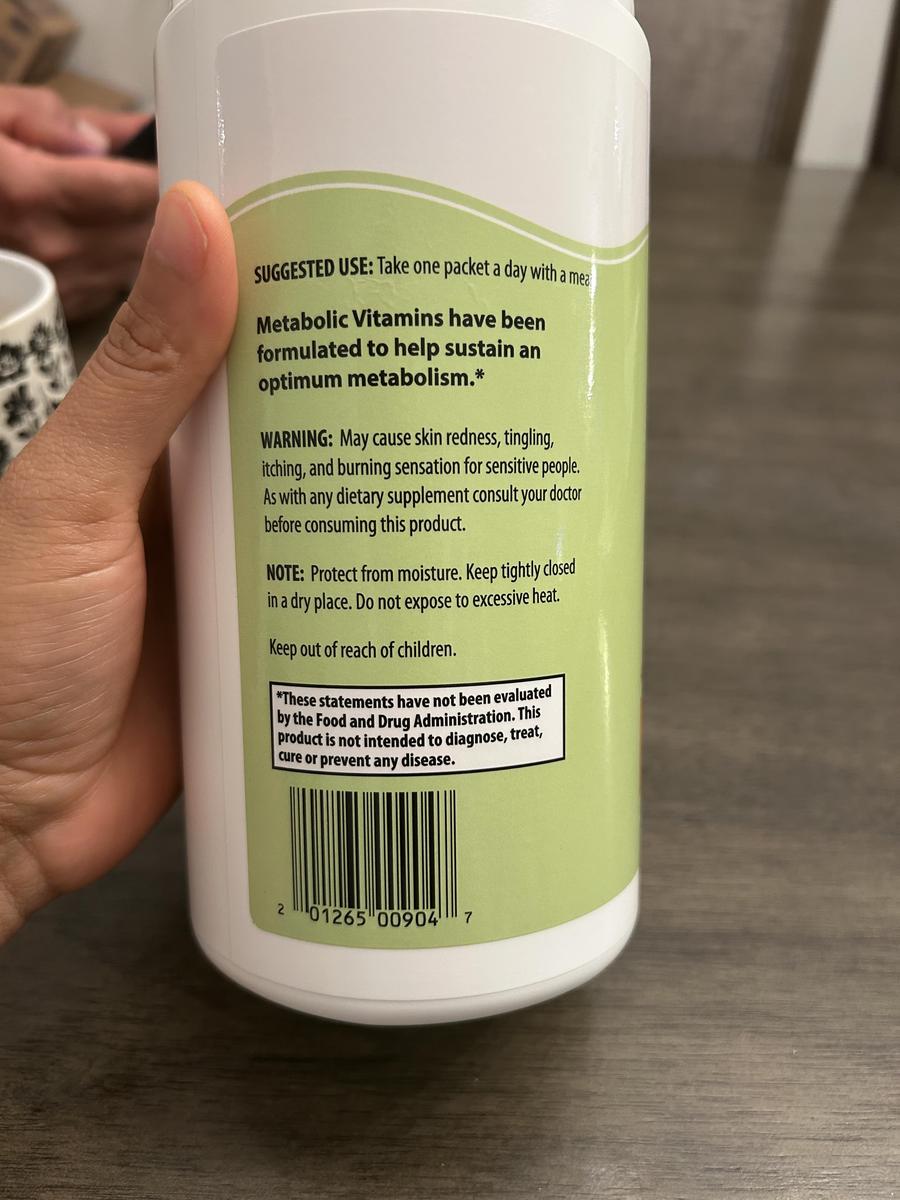 SUGGESTED USE: Take one packet a day with a
Metabolic Vitamins have been
formulated to help sustain an
optimum metabolism.*
WARNING: May cause skin redness, tingling,
itching, and burning sensation for sensitive people.
As with any dietary supplement consult your doctor
before consuming this product.
NOTE: Protect from moisture. Keep tightly closed
in a dry place. Do not expose to excessive heat.
Keep out of reach of children.
*These statements have not been evaluated
by the Food and Drug Administration. This
product is not intended to diagnose, treat,
cure or prevent any disease.
2 01265 00904 7